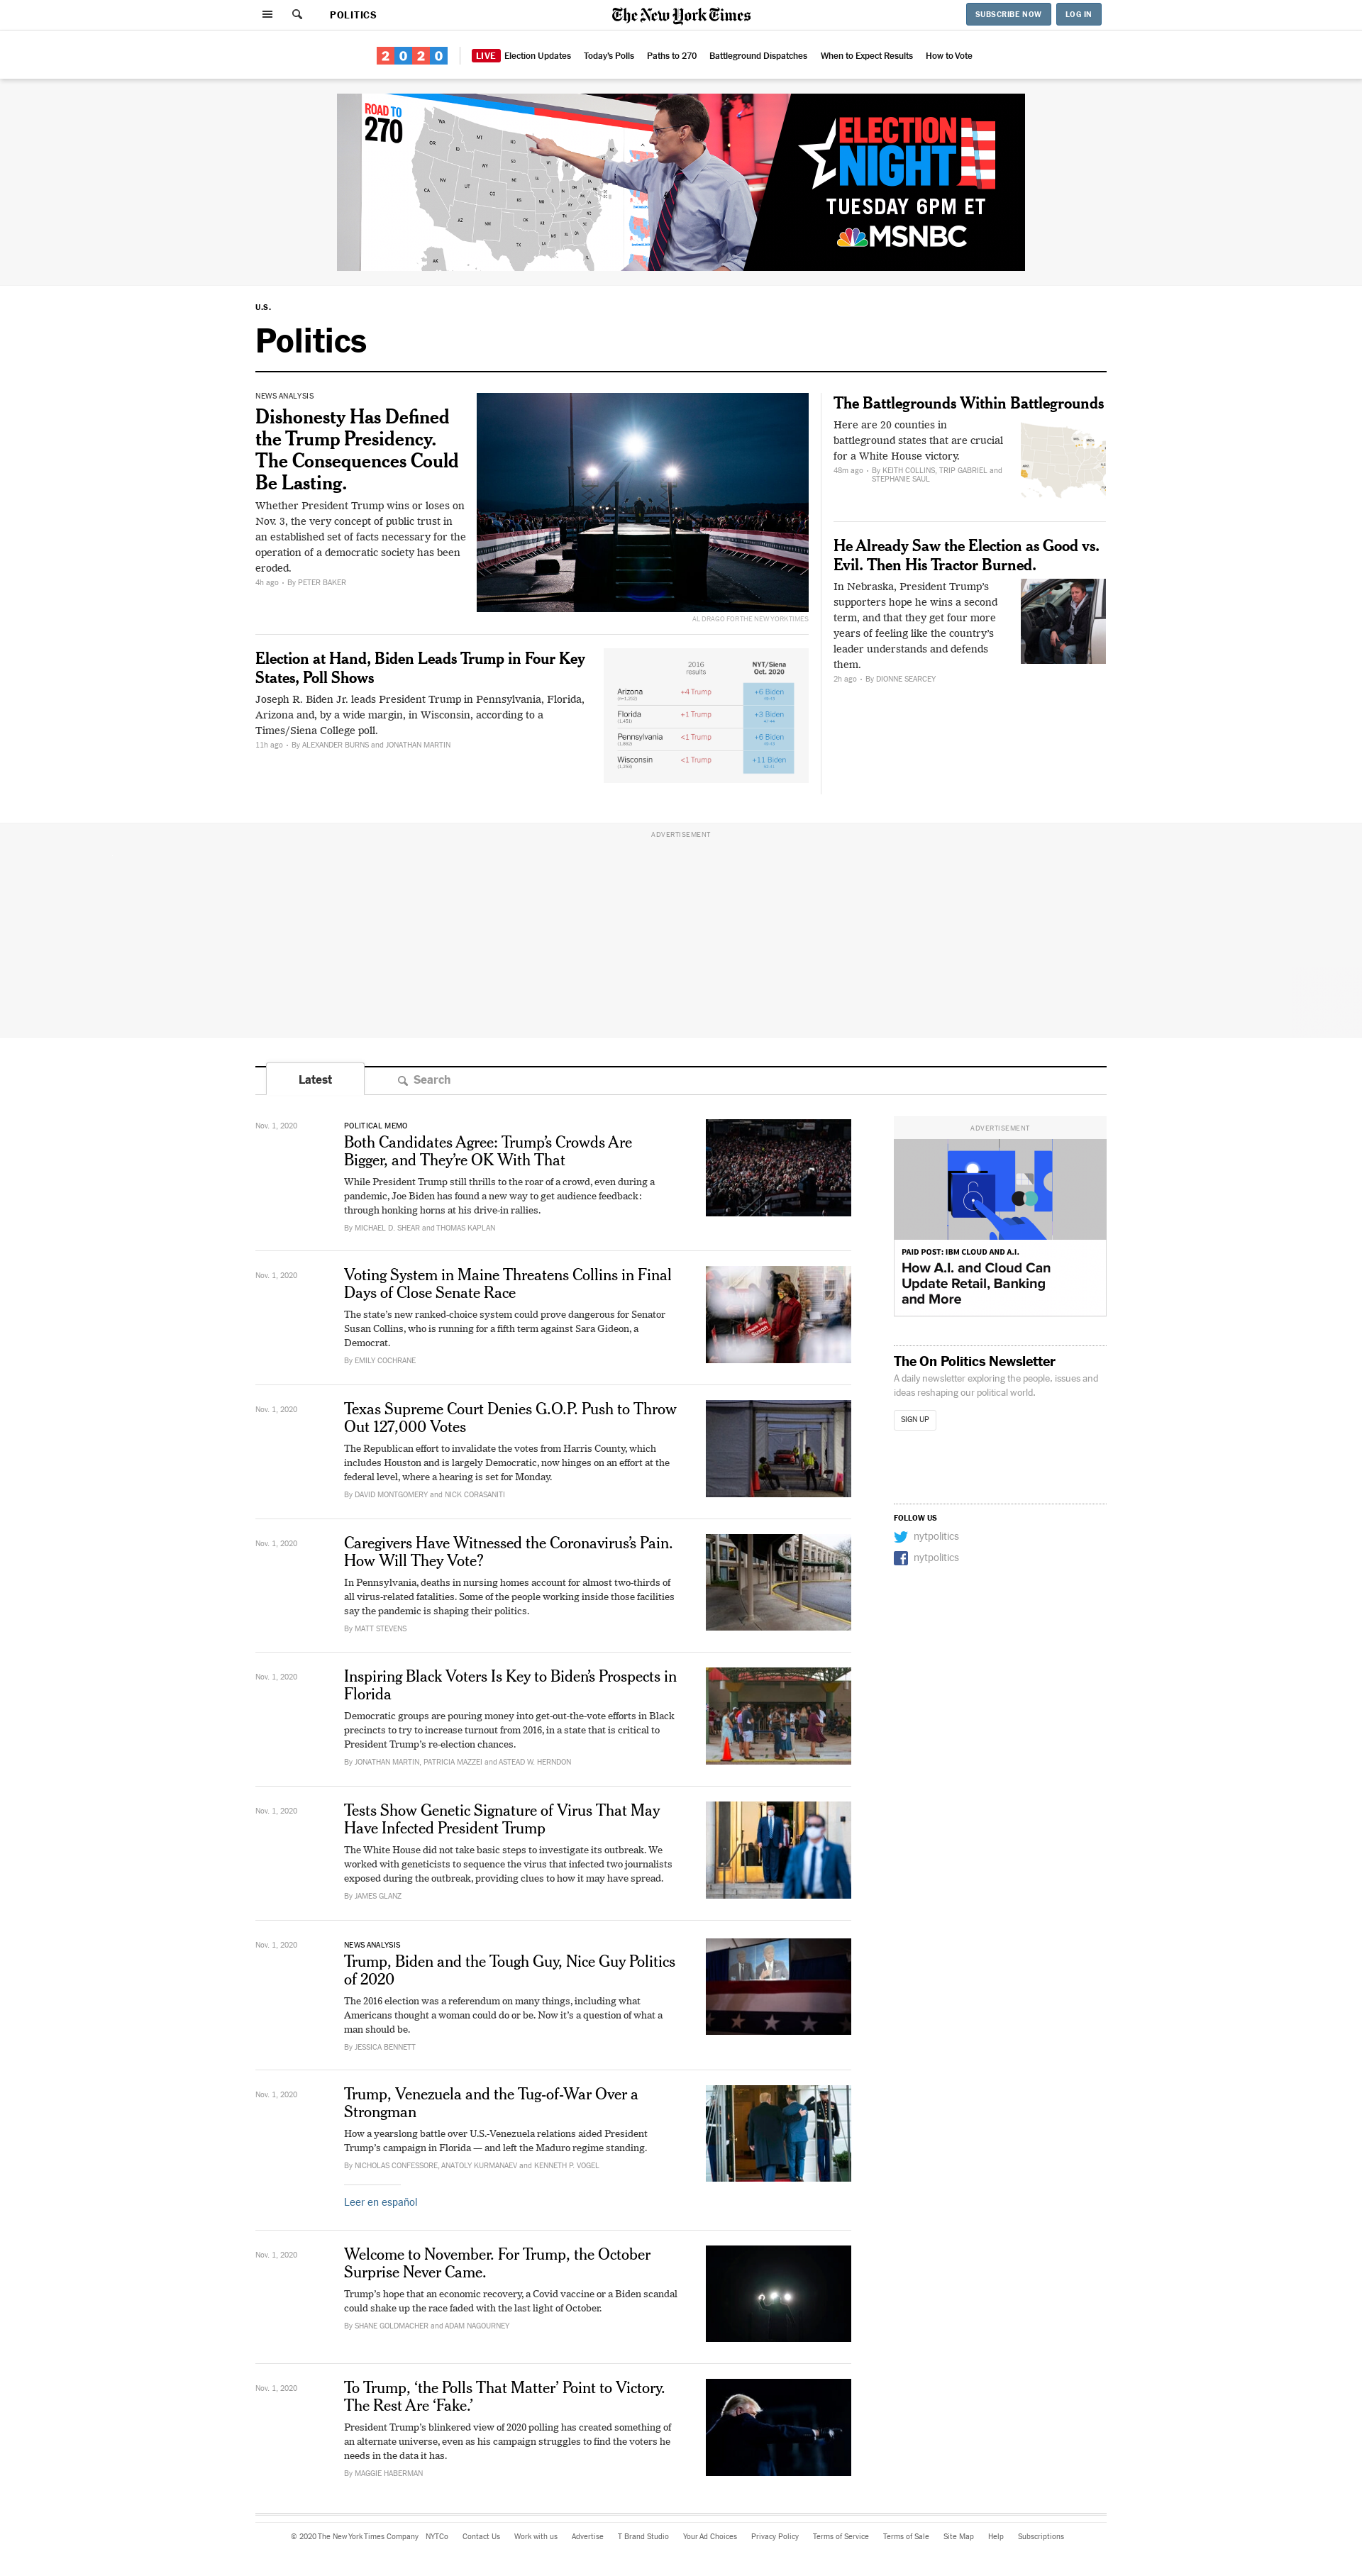 POLITICS
The New York Times
SUBSCRIBE NOW
LOG IN
2020
LIVE Election Updates
Today's Polls
Paths to 270
Battleground Dispatches
When to Expect Results
How to Vote
ROAD TO
270
ELECTION
NIGHT
TUESDAY 6PM ET
MSNBC
U.S.
Politics
NEWS ANALYSIS
Dishonesty Has Defined
the Trump Presidency.
The Consequences Could
Be Lasting.
Whether President Trump wins or loses on
Nov. 3, the very concept of public trust in
an established set of facts necessary for the
operation of a democratic society has been
eroded.
4h ago • By PETER BAKER
AL DRAGO FOR THE NEW YORK TIMES
Election at Hand, Biden Leads Trump in Four Key
States, Poll Shows
Joseph R. Biden Jr. leads President Trump in Pennsylvania, Florida,
Arizona and, by a wide margin, in Wisconsin, according to a
Times/Siena College poll.
11h ago • By ALEXANDER BURNS and JONATHAN MARTIN
2016
results
NYT/Siena
Oct. 2020
Arizona +4 Trump +6 Biden
Florida +1 Trump +3 Biden
Pennsylvania <1 Trump +6 Biden
Wisconsin <1 Trump +11 Biden
The Battlegrounds Within Battlegrounds
Here are 20 counties in
battleground states that are crucial
for a White House victory.
48m ago • By KEITH COLLINS, TRIP GABRIEL and
STEPHANIE SAUL
He Already Saw the Election as Good vs.
Evil. Then His Tractor Burned.
In Nebraska, President Trump's
supporters hope he wins a second
term, and that they get four more
years of feeling like the country's
leader understands and defends
them.
2h ago • By DIONNE SEARCEY
ADVERTISEMENT
Latest
Search
Nov. 1, 2020
POLITICAL MEMO
Both Candidates Agree: Trump's Crowds Are
Bigger, and They're OK With That
While President Trump still thrills to the roar of a crowd, even during a
pandemic, Joe Biden has found a new way to get audience feedback:
through honking horns at his drive-in rallies.
By MICHAEL D. SHEAR and THOMAS KAPLAN
Nov. 1, 2020
Voting System in Maine Threatens Collins in Final
Days of Close Senate Race
The state's new ranked-choice system could prove dangerous for Senator
Susan Collins, who is running for a fifth term against Sara Gideon, a
Democrat.
By EMILY COCHRANE
Nov. 1, 2020
Texas Supreme Court Denies G.O.P. Push to Throw
Out 127,000 Votes
The Republican effort to invalidate the votes from Harris County, which
includes Houston and is largely Democratic, now hinges on an effort at the
federal level, where a hearing is set for Monday.
By DAVID MONTGOMERY and NICK CORASANITI
Nov. 1, 2020
Caregivers Have Witnessed the Coronavirus's Pain.
How Will They Vote?
In Pennsylvania, deaths in nursing homes account for almost two-thirds of
all virus-related fatalities. Some of the people working inside those facilities
say the pandemic is shaping their politics.
By MATT STEVENS
Nov. 1, 2020
Inspiring Black Voters Is Key to Biden's Prospects in
Florida
Democratic groups are pouring money into get-out-the-vote efforts in Black
precincts to try to increase turnout from 2016, in a state that is critical to
President Trump's re-election chances.
By JONATHAN MARTIN, PATRICIA MAZZEI and ASTEAD W. HERNDON
Nov. 1, 2020
Tests Show Genetic Signature of Virus That May
Have Infected President Trump
The White House did not take basic steps to investigate its outbreak. We
worked with geneticists to sequence the virus that infected two journalists
exposed during the outbreak, providing clues to how it may have spread.
By JAMES GLANZ
Nov. 1, 2020
NEWS ANALYSIS
Trump, Biden and the Tough Guy, Nice Guy Politics
of 2020
The 2016 election was a referendum on many things, including what
Americans thought a woman could do or be. Now it's a question of what a
man should be.
By JESSICA BENNETT
Nov. 1, 2020
Trump, Venezuela and the Tug-of-War Over a
Strongman
How a yearslong battle over U.S.-Venezuela relations aided President
Trump's campaign in Florida — and left the Maduro regime standing.
By NICHOLAS CONFESSORE, ANATOLY KURMANAEV and KENNETH P. VOGEL
Leer en español
Nov. 1, 2020
Welcome to November. For Trump, the October
Surprise Never Came.
Trump's hope that an economic recovery, a Covid vaccine or a Biden scandal
could shake up the race faded with the last light of October.
By SHANE GOLDMACHER and ADAM NAGOURNEY
Nov. 1, 2020
To Trump, 'the Polls That Matter' Point to Victory.
The Rest Are 'Fake.'
President Trump's blinkered view of 2020 polling has created something of
an alternate universe, even as his campaign struggles to find the voters he
needs in the data it has.
By MAGGIE HABERMAN
ADVERTISEMENT
PAID POST: IBM CLOUD AND A.I.
How A.I. and Cloud Can
Update Retail, Banking
and More
The On Politics Newsletter
A daily newsletter exploring the people, issues and
ideas reshaping our political world.
SIGN UP
FOLLOW US
nytpolitics
nytpolitics
© 2020 The New York Times Company
NYTCo
Contact Us
Work with us
Advertise
T Brand Studio
Your Ad Choices
Privacy Policy
Terms of Service
Terms of Sale
Site Map
Help
Subscriptions